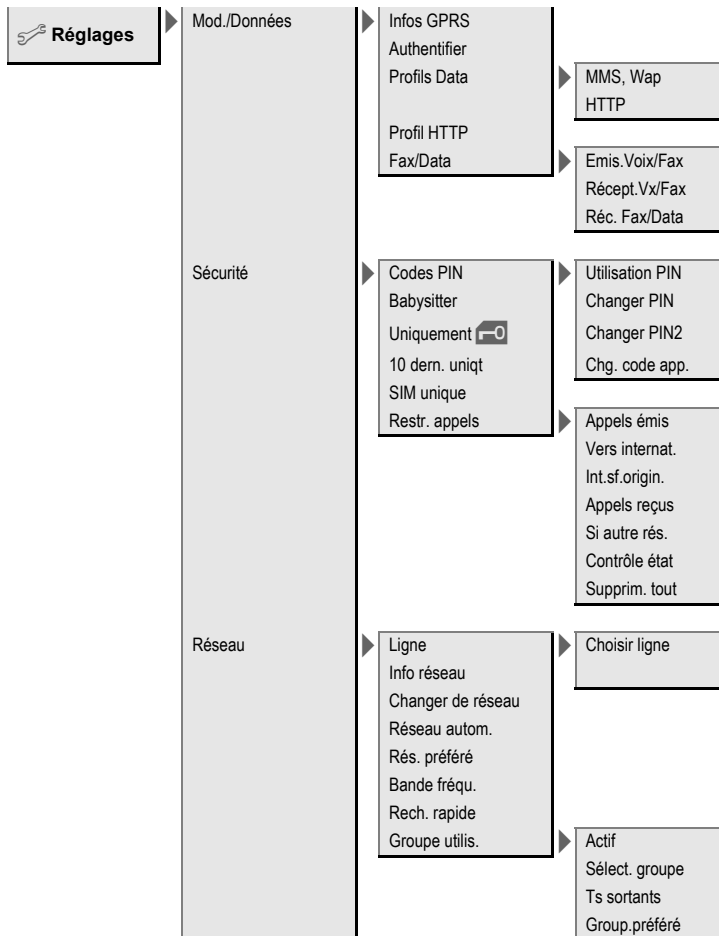 Réglages
Mod./Données
Infos GPRS
Authentifier
Profils Data
MMS, Wap
HTTP
Profil HTTP
Fax/Data
Emis.Voix/Fax
Récept.Vx/Fax
Réc. Fax/Data
Sécurité
Codes PIN
Utilisation PIN
Babysitter
Changer PIN
Uniquement
Changer PIN2
10 dern. uniqt
Chg. code app.
SIM unique
Restr. appels
Appels émis
Vers internat.
Int.sf.origin.
Appels reçus
Si autre rés.
Contrôle état
Supprim. tout
Réseau
Ligne
Choisir ligne
Info réseau
Changer de réseau
Réseau autom.
Rés. préféré
Bande fréqu.
Rech. rapide
Groupe utilis.
Actif
Sélect. groupe
Ts sortants
Group.préféré